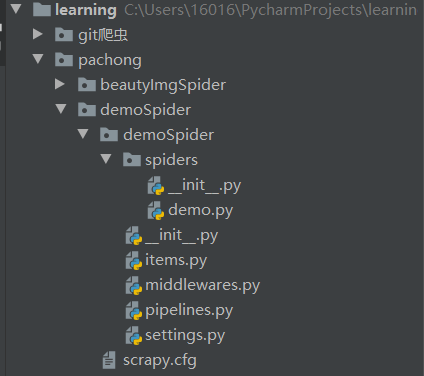 learning C:\Users\16016\PycharmProjects\learnin
git爬虫
pachong
beautyImgSpider
demoSpider
demoSpider
spiders
__init__.py
demo.py
__init__.py
items.py
middlewares.py
pipelines.py
settings.py
scrapy.cfg